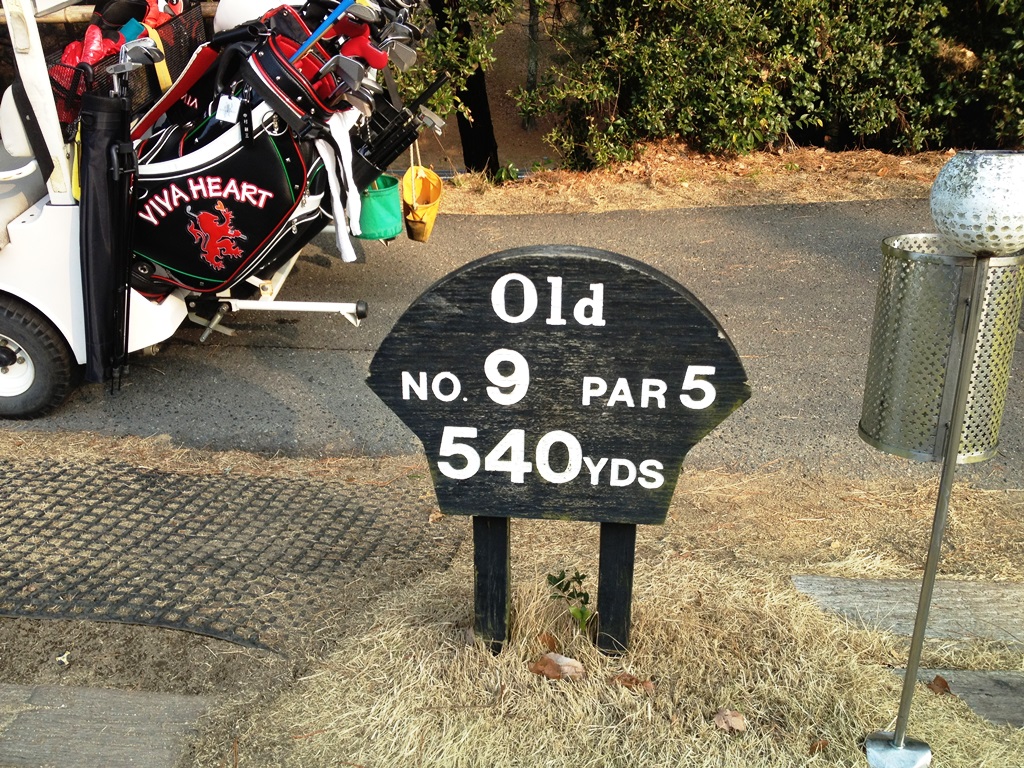 VIVA HEART
Old
NO. 9 PAR 5
540YDS